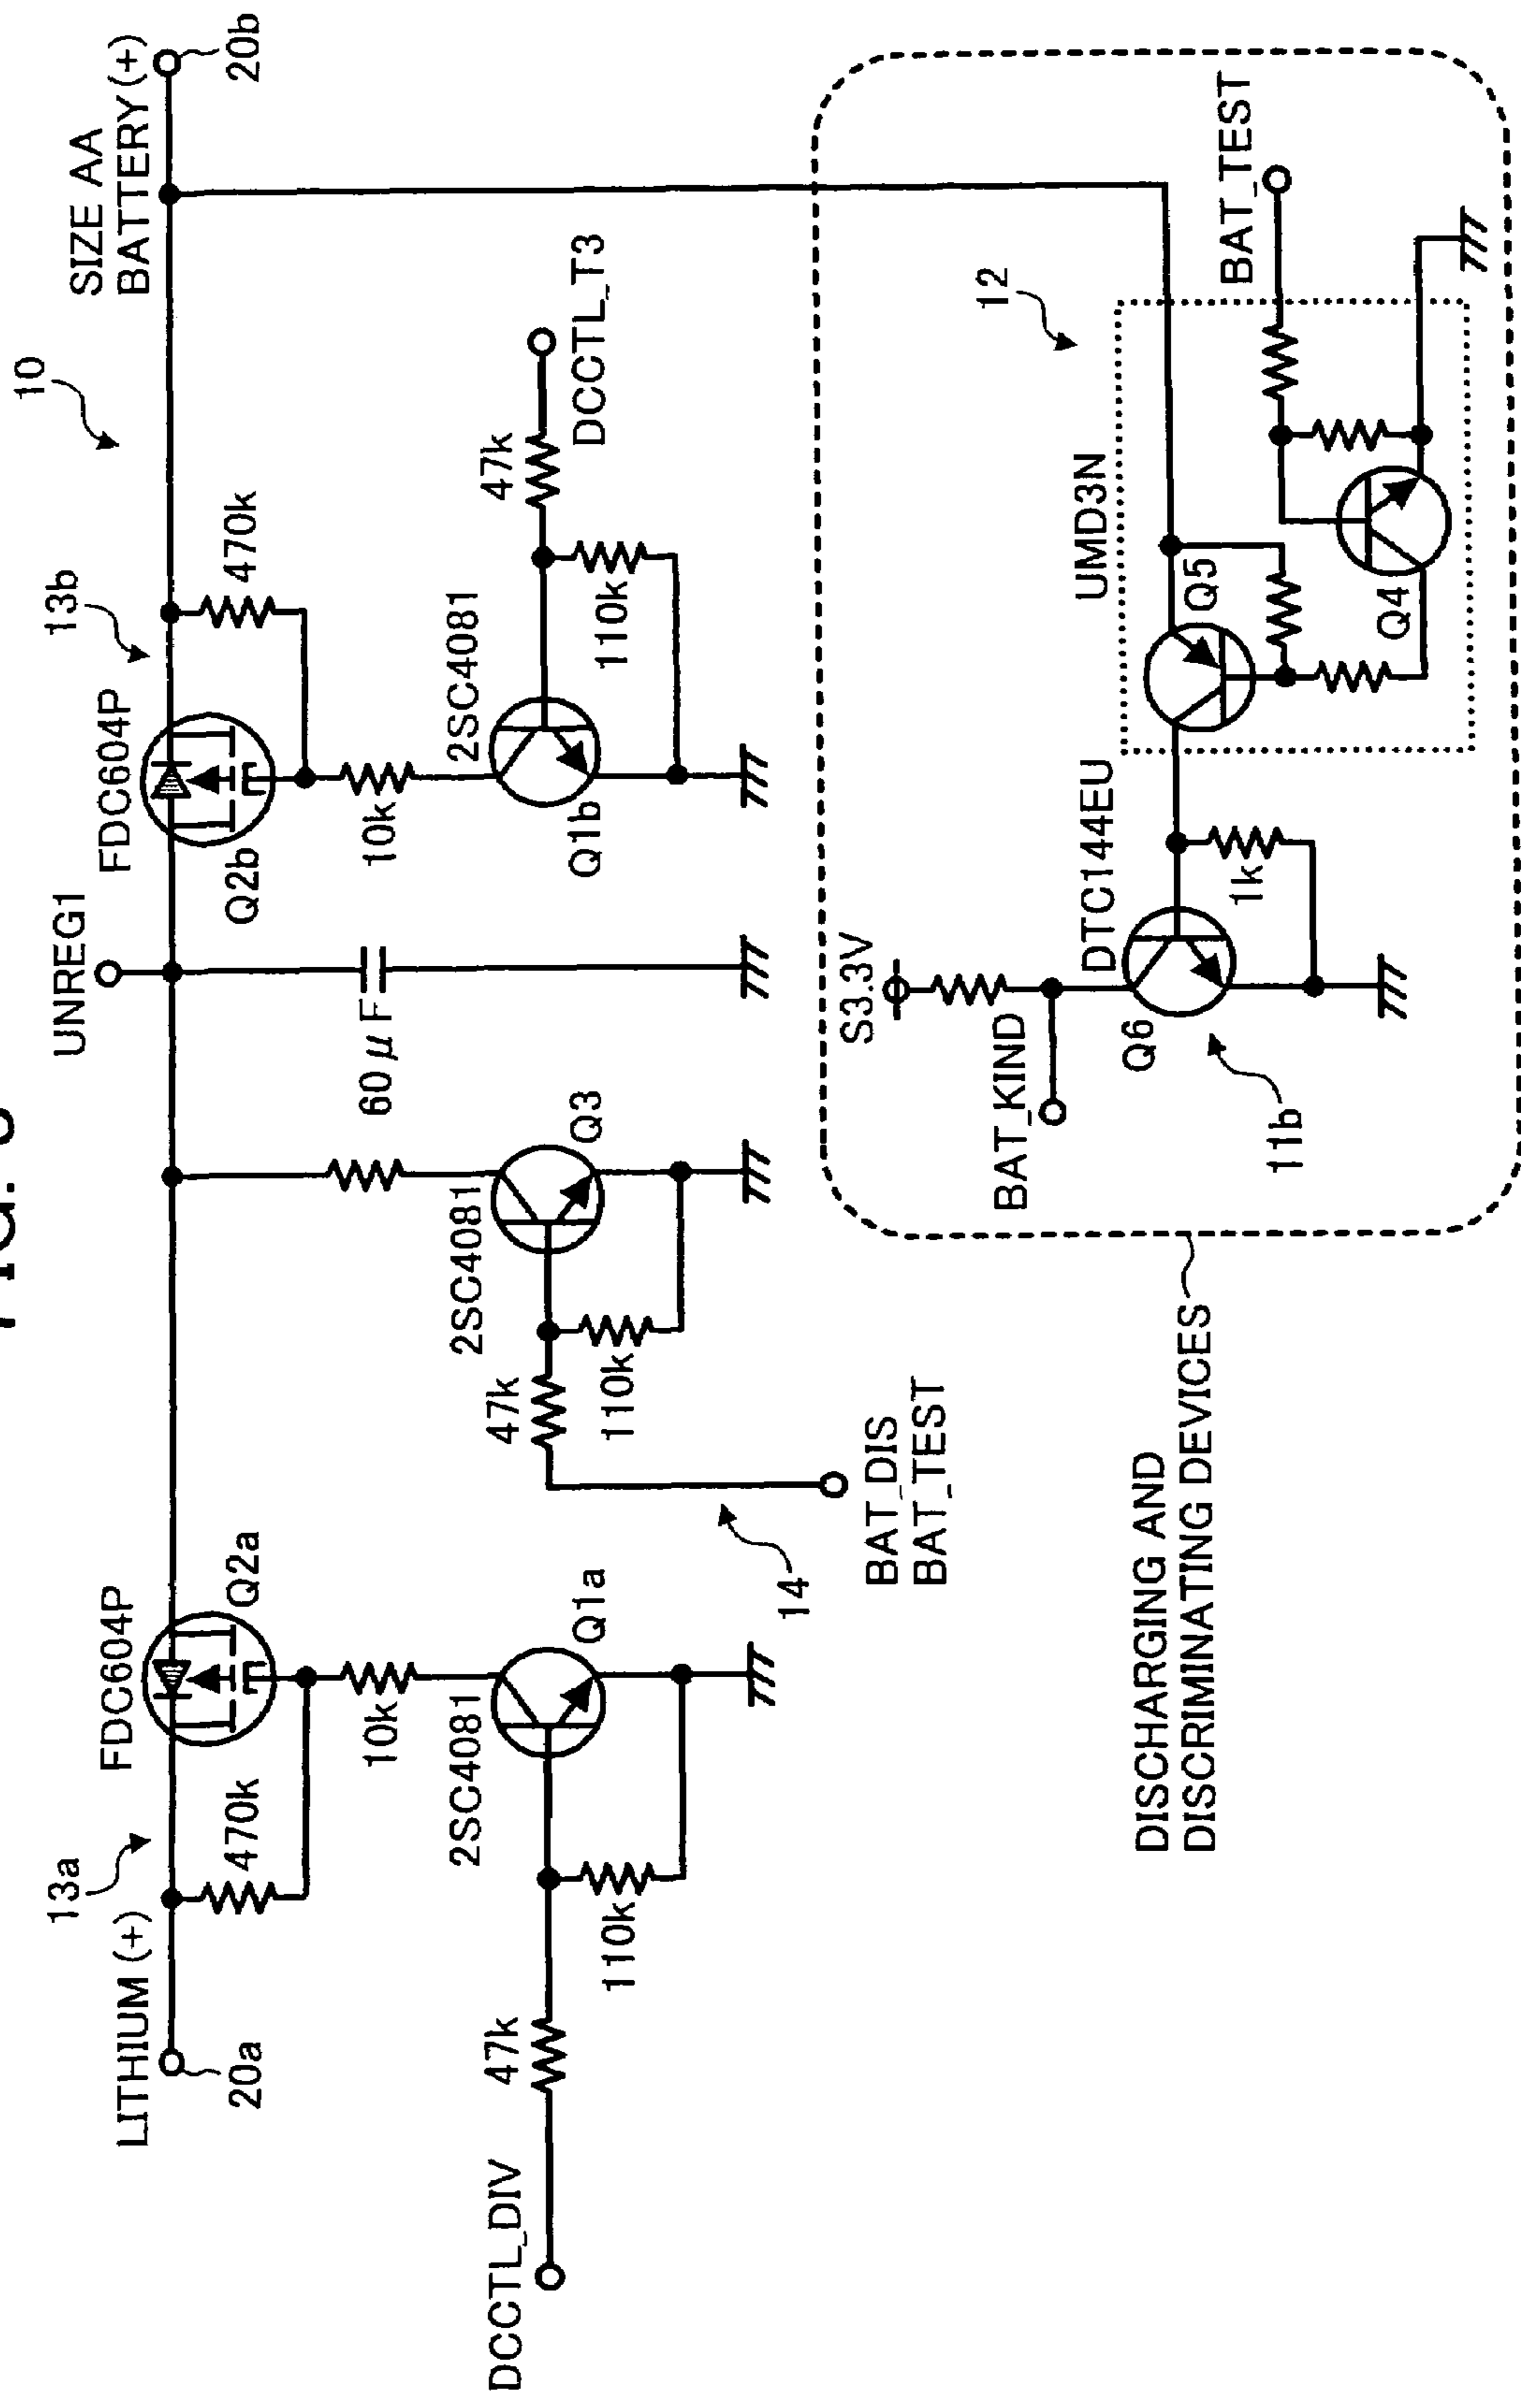 10
LITHIUM (+)
20a
13a
470k
FDC604P
Q2a
10k
2SC4081
Q1a
47k
110k
DCCTL_DIV
14
BAT_DIS
BAT_TEST
47k
110k
2SC4081
Q3
UNREG1
60μF
FDC604P
Q2b
13b
470k
10k
2SC4081
Q1b
110k
47k
DCCTL_T3
SIZE AA
BATTERY(+)
20b
DISCHARGING AND
DISCRIMINATING DEVICES
S3.3V
BAT_KIND
Q6
11b
DTC144EU
1k
UMD3N
Q5
Q4
12
BAT_TEST